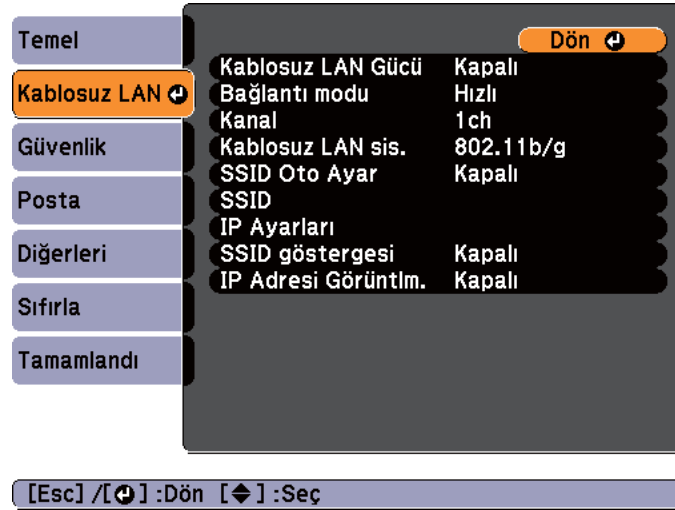 Temel
Kablosuz LAN
Güvenlik
Posta
Diğerleri
Sıfırla
Tamamlandı
Dön
Kablosuz LAN Gücü Kapalı
Bağlantı modu Hızlı
Kanal 1ch
Kablosuz LAN sis. 802.11b/g
SSID Oto Ayar Kapalı
SSID
IP Ayarları
SSID göstergesi Kapalı
IP Adresi Görüntlm. Kapalı
[Esc] /[⏎] :Dön [◆] :Seç